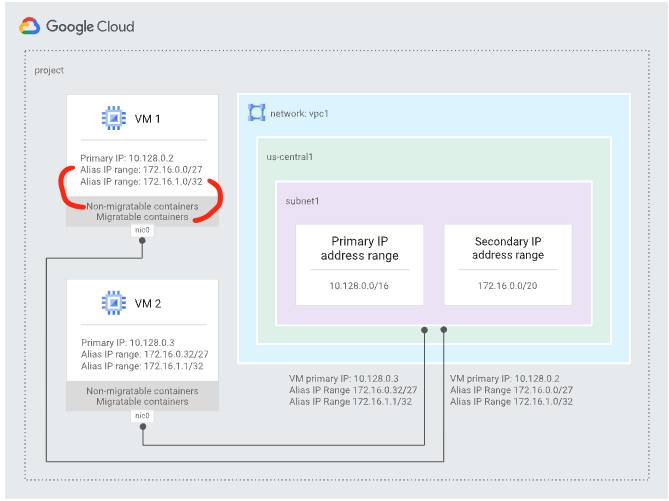 Google Cloud
project
VM 1
Primary IP: 10.128.0.2
Alias IP range: 172.16.0.0/27
Alias IP range: 172.16.1.0/32
Non-migratable containers
Migratable containers
nic0
VM 2
Primary IP: 10.128.0.3
Alias IP range: 172.16.0.32/27
Alias IP range: 172.16.1.1/32
Non-migratable containers
Migratable containers
nic0
network: vpc1
us-central1
subnet1
Primary IP
address range
10.128.0.0/16
Secondary IP
address range
172.16.0.0/20
VM primary IP: 10.128.0.3
Alias IP Range 172.16.0.32/27
Alias IP Range 172.16.1.1/32
VM primary IP: 10.128.0.2
Alias IP Range 172.16.0.0/27
Alias IP Range 172.16.1.0/32